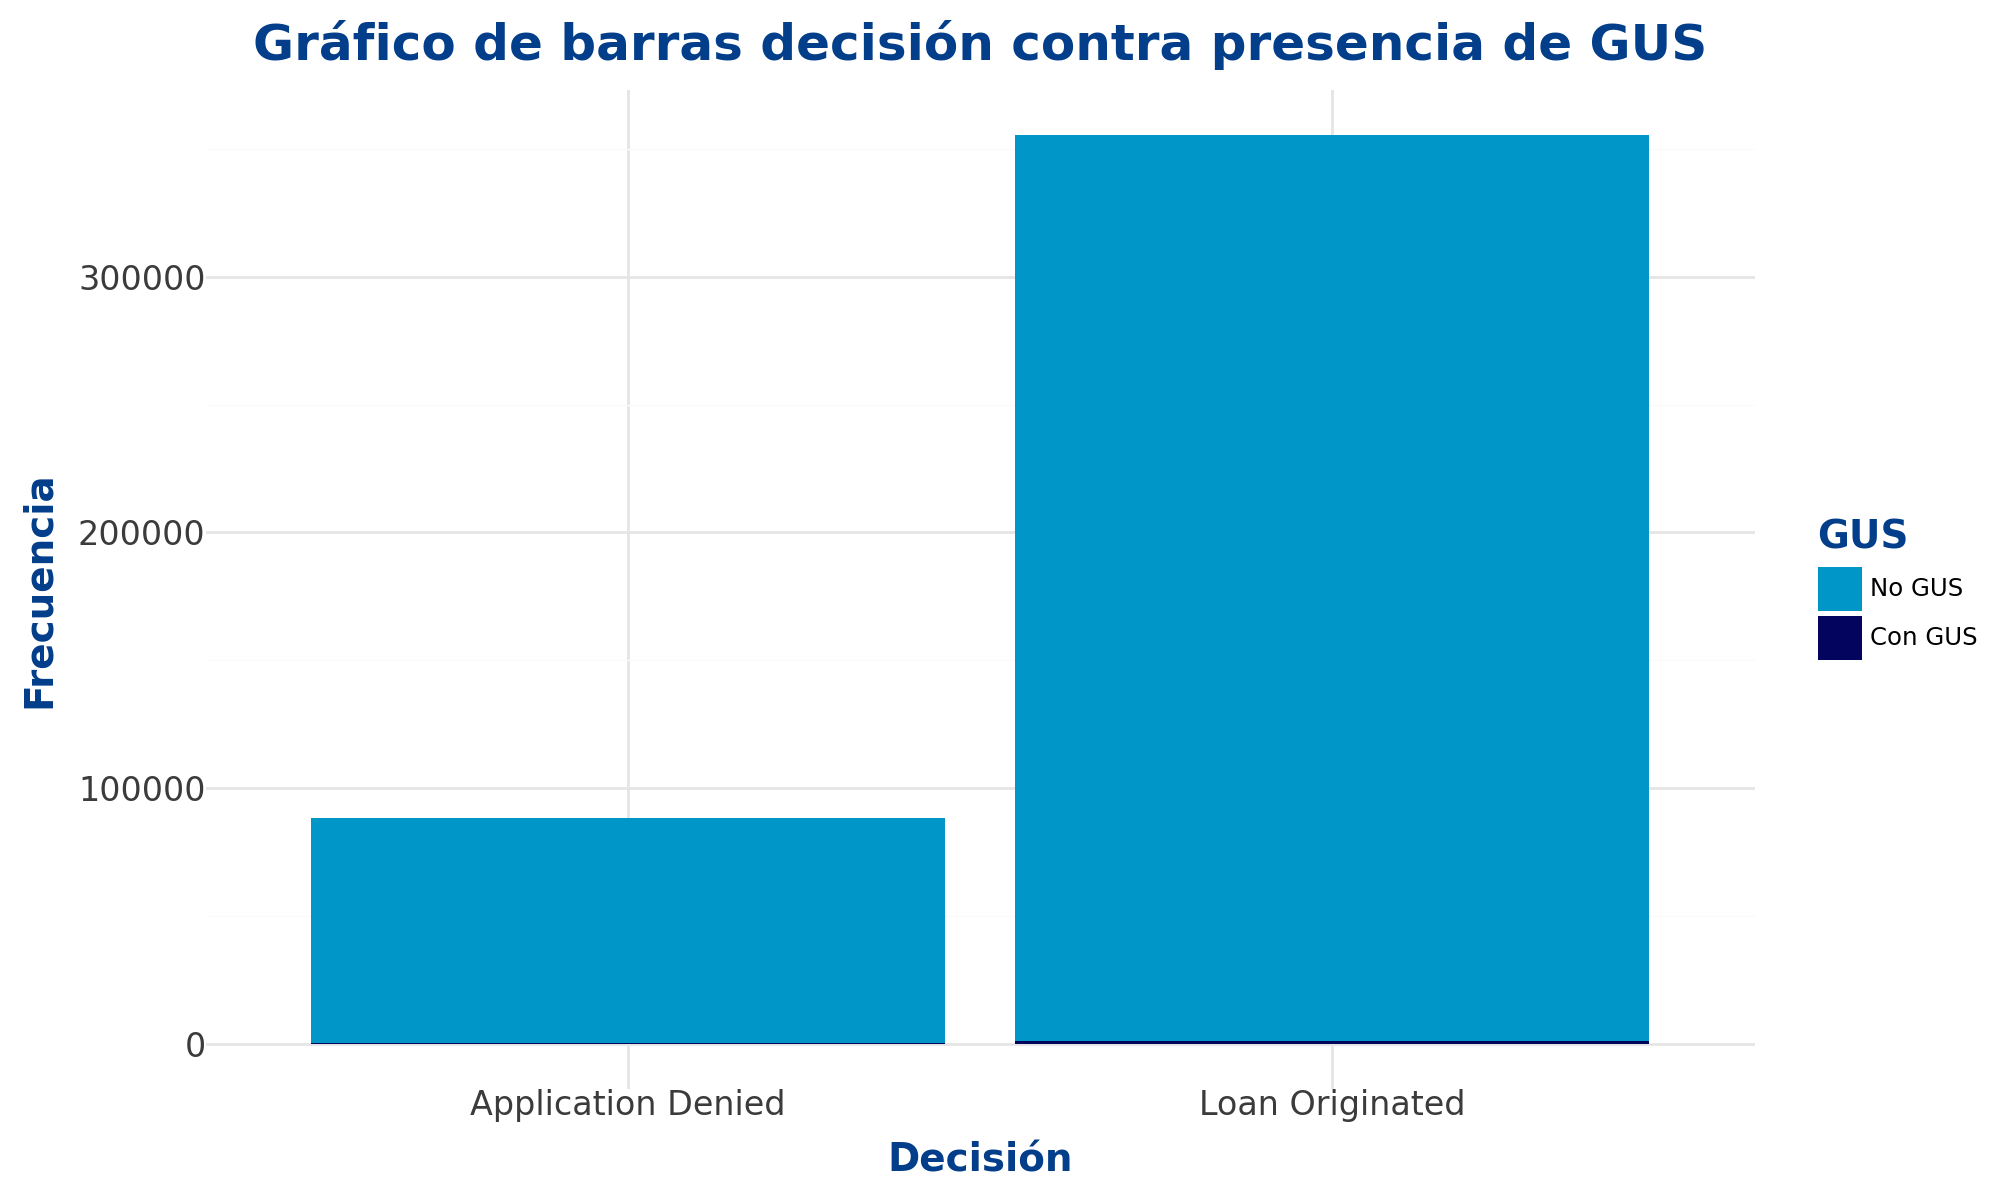 Gráfico de barras decisión contra presencia de GUS
Frecuencia
300000
200000
100000
0
Application Denied
Loan Originated
Decisión
GUS
No GUS
Con GUS